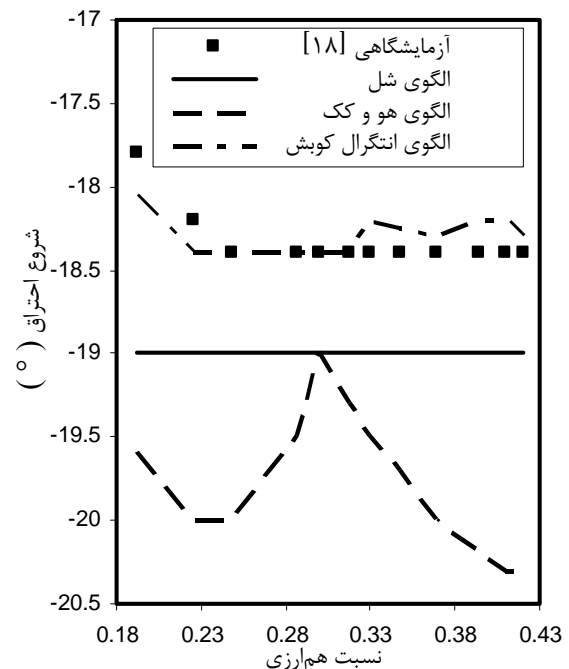 -17
-17.5
-18
-18.5
-19
-19.5
-20
-20.5
شروع احتراق ( ° )
آزمایشگاهی [۱۸]
الگوی شل
الگوی هو و کک
الگوی انتگرال کوبش
0.18 0.23 0.28 0.33 0.38 0.43
نسبت هم‌ارزی